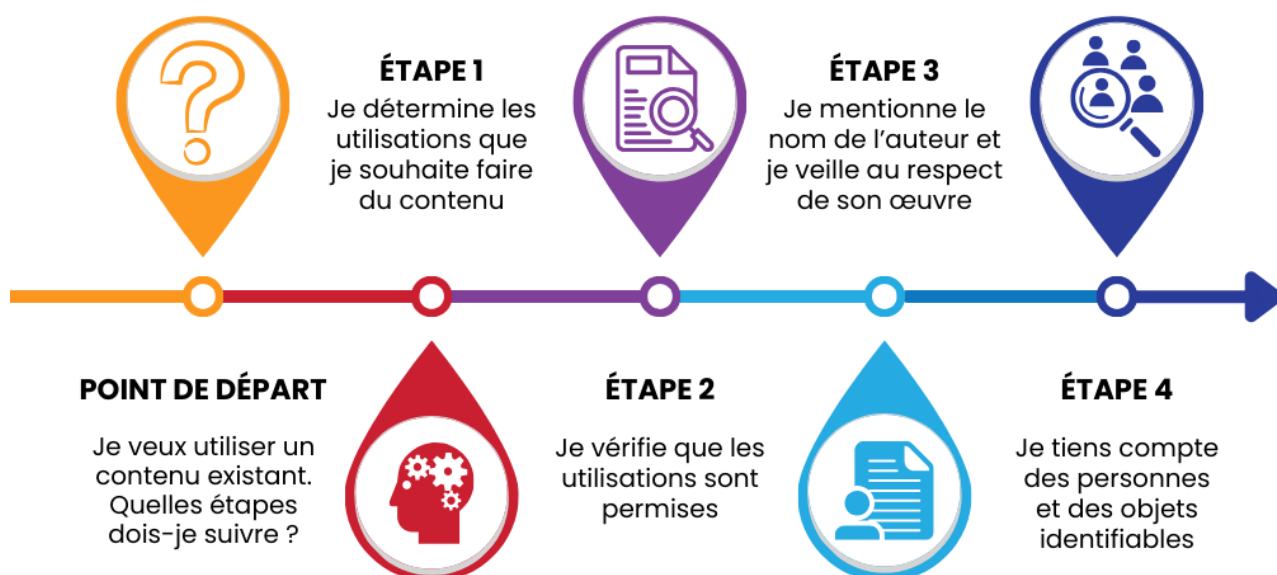 POINT DE DÉPART
Je veux utiliser un
contenu existant.
Quelles étapes
dois-je suivre ?
ÉTAPE 1
Je détermine les
utilisations que
je souhaite faire
du contenu
ÉTAPE 2
Je vérifie que les
utilisations sont
permises
ÉTAPE 3
Je mentionne le
nom de l'auteur et
je veille au respect
de son œuvre
ÉTAPE 4
Je tiens compte
des personnes
et des objets
identifiables